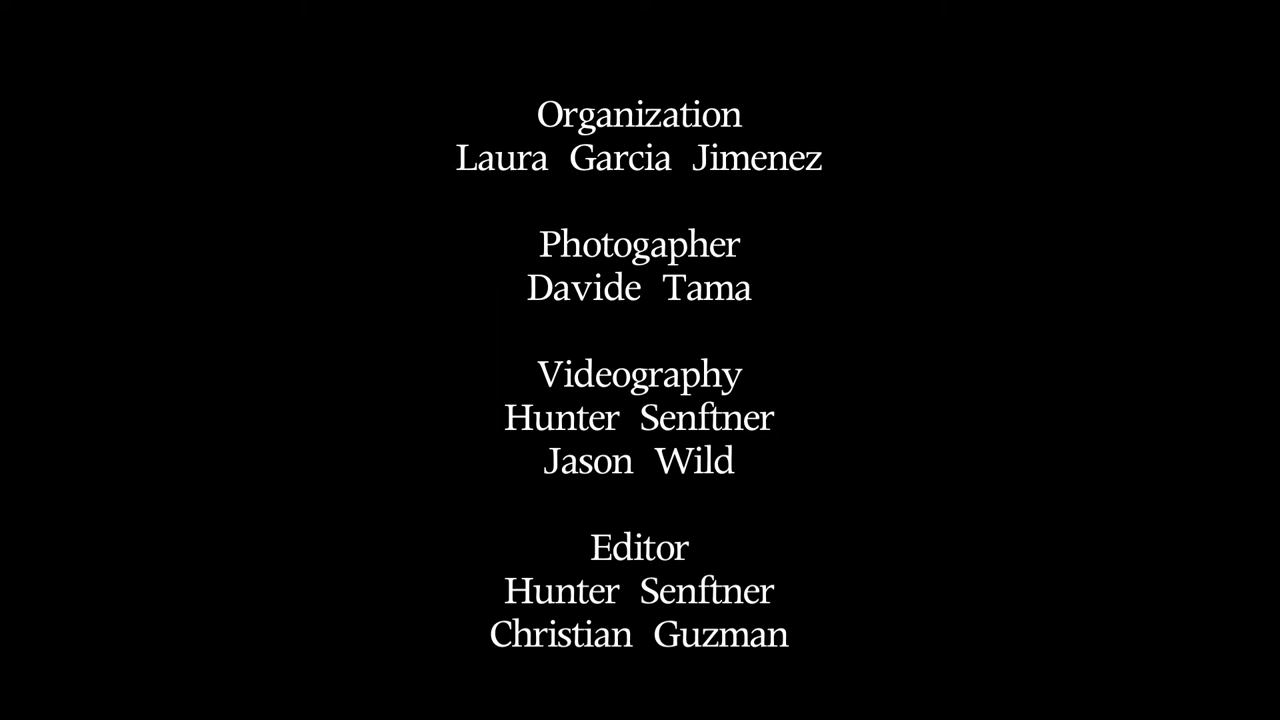 Organization
Laura Garcia Jimenez
Photogapher
Davide Tama
Videography
Hunter Senftner
Jason Wild
Editor
Hunter Senftner
Christian Guzman